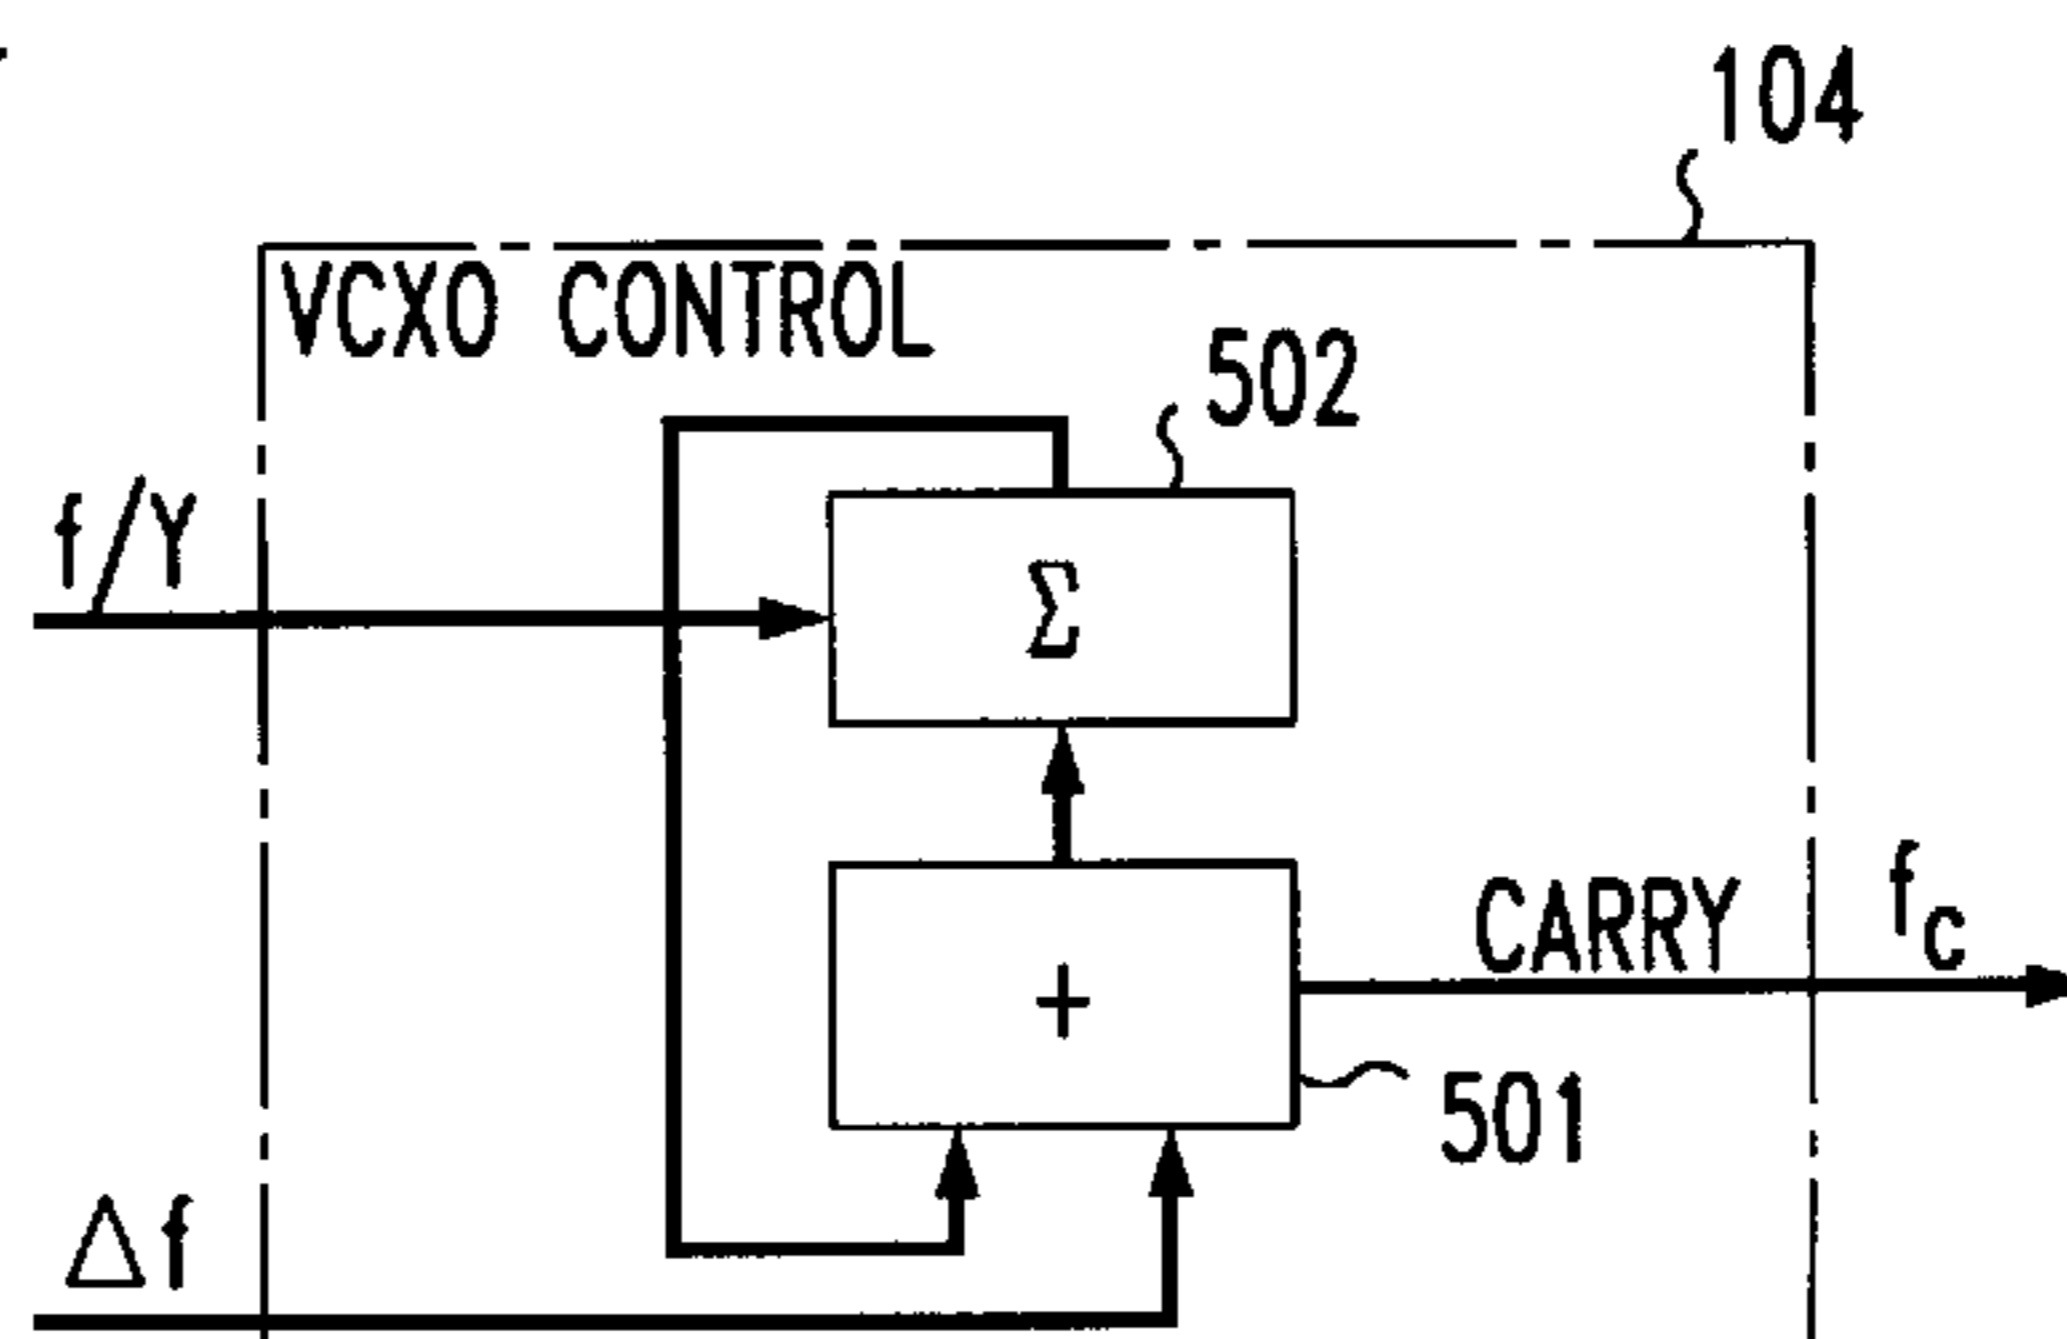 104
VCXO CONTROL
502
f/Y
Σ
CARRY
f_c
+
501
Δf